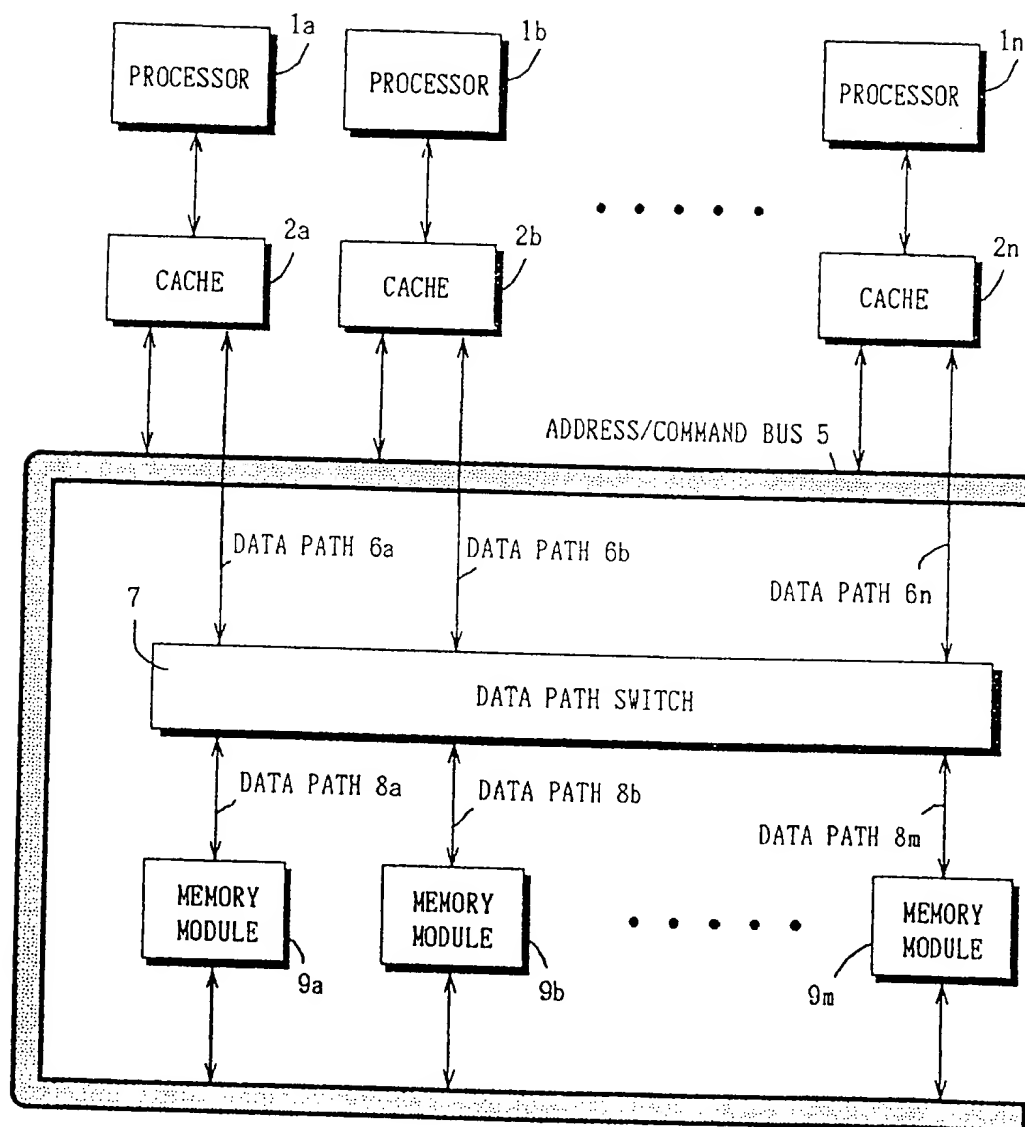 1a
1b
1n
PROCESSOR
PROCESSOR
PROCESSOR
2a
2b
2n
CACHE
CACHE
CACHE
ADDRESS/COMMAND BUS 5
DATA PATH 6a
DATA PATH 6b
DATA PATH 6n
7
DATA PATH SWITCH
DATA PATH 8a
DATA PATH 8b
DATA PATH 8m
MEMORY
MODULE
MEMORY
MODULE
MEMORY
MODULE
9a
9b
9m